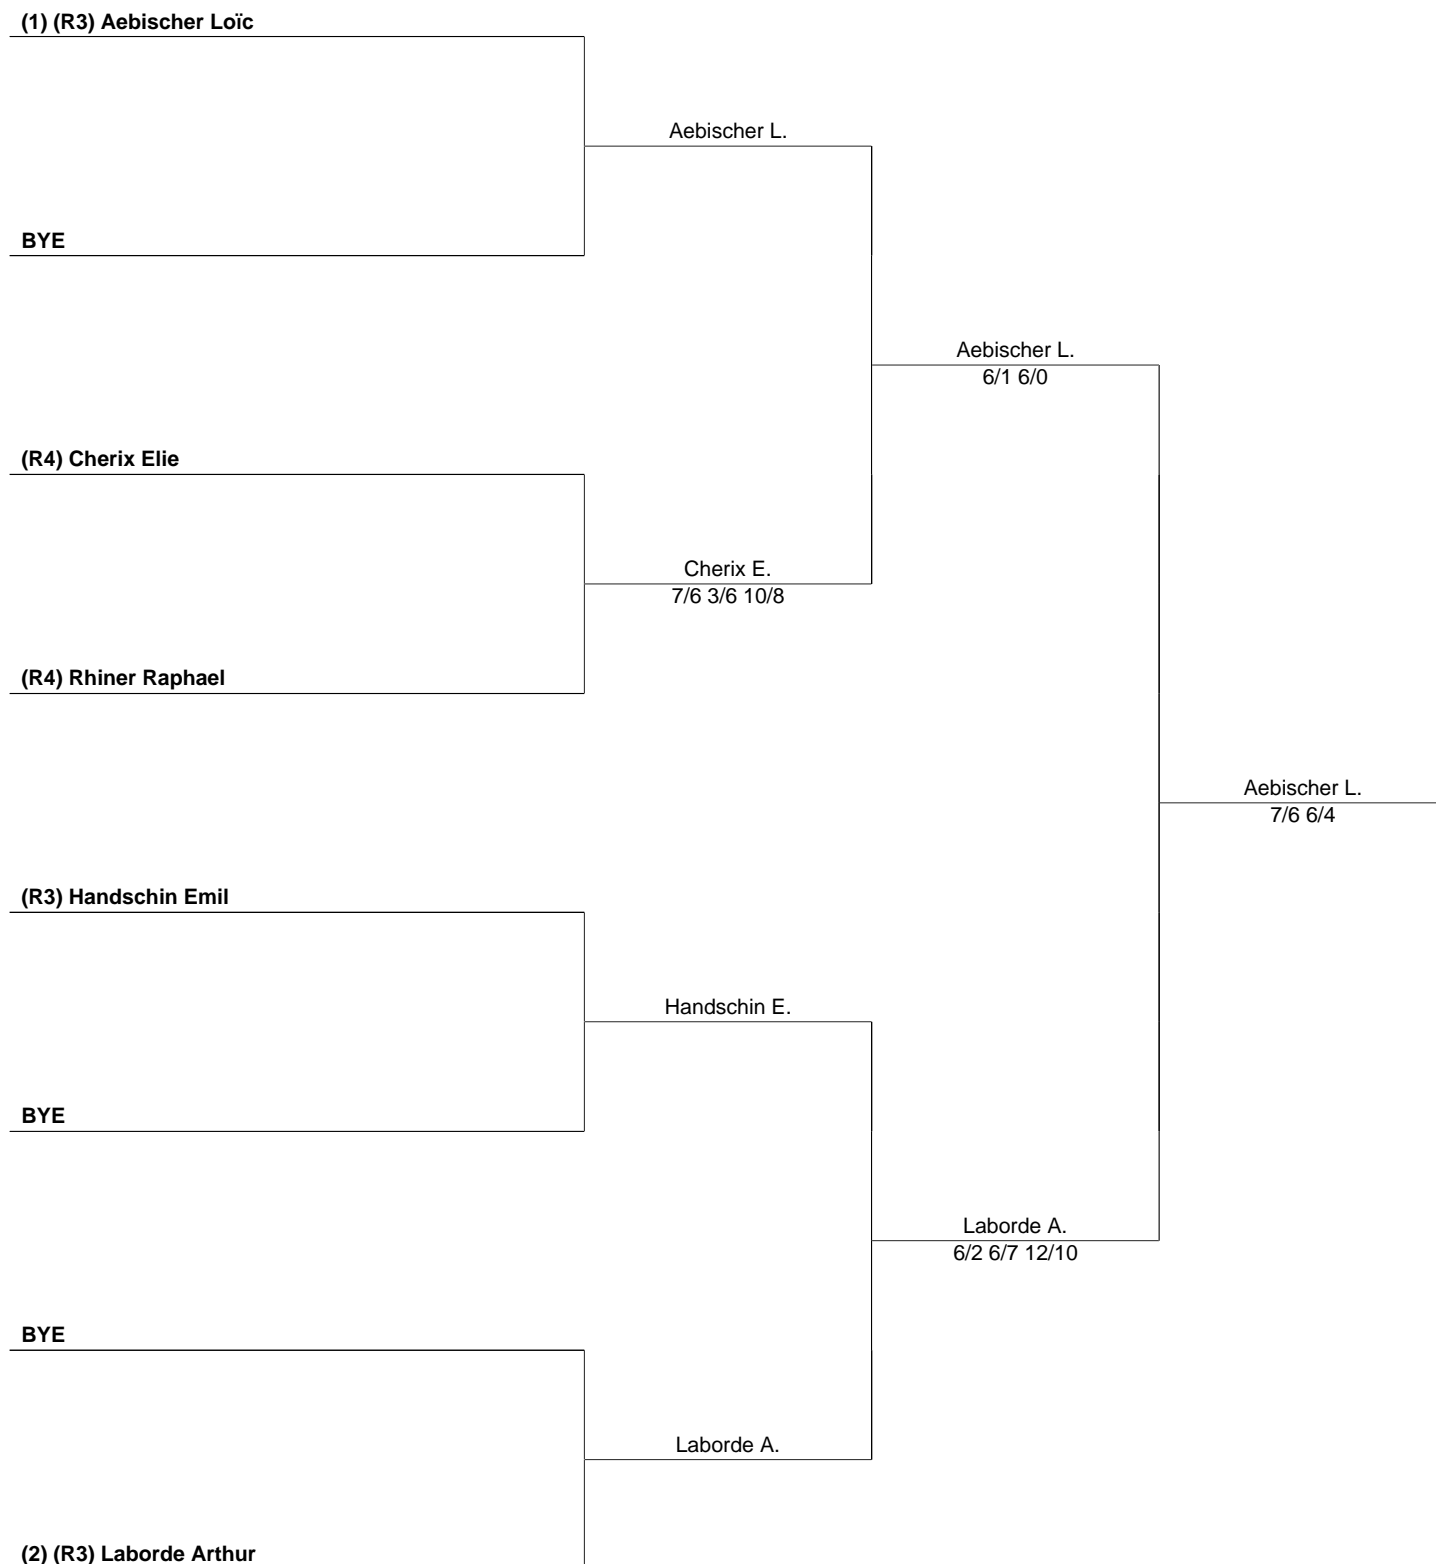 (1) (R3) Aebischer Loïc
Aebischer L.
BYE
Aebischer L.
6/1 6/0
(R4) Cherix Elie
Cherix E.
7/6 3/6 10/8
(R4) Rhiner Raphael
Aebischer L.
7/6 6/4
(R3) Handschin Emil
Handschin E.
BYE
Laborde A.
6/2 6/7 12/10
BYE
Laborde A.
(2) (R3) Laborde Arthur